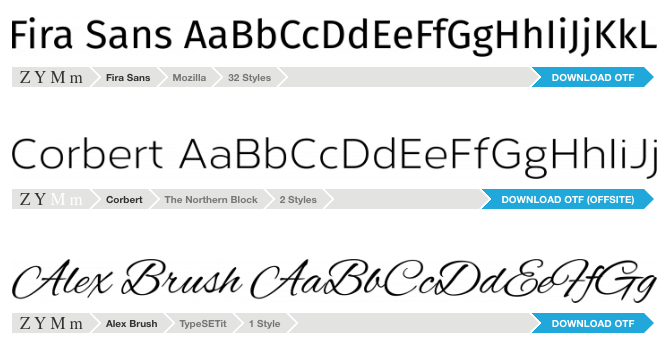 Fira Sans AaBbCcDdEeFfGgHhIiJjKkL
Z Y M m Fira Sans Mozilla 32 Styles DOWNLOAD OTF
Corbert AaBbCcDdEeFfGgHhIiJj
Z Y M m Corbert The Northern Block 2 Styles DOWNLOAD OTF (OFFSITE)
Alex Brush AaBbCcDdEeFfGg
Z Y M m Alex Brush TypeSETit 1 Style DOWNLOAD OTF